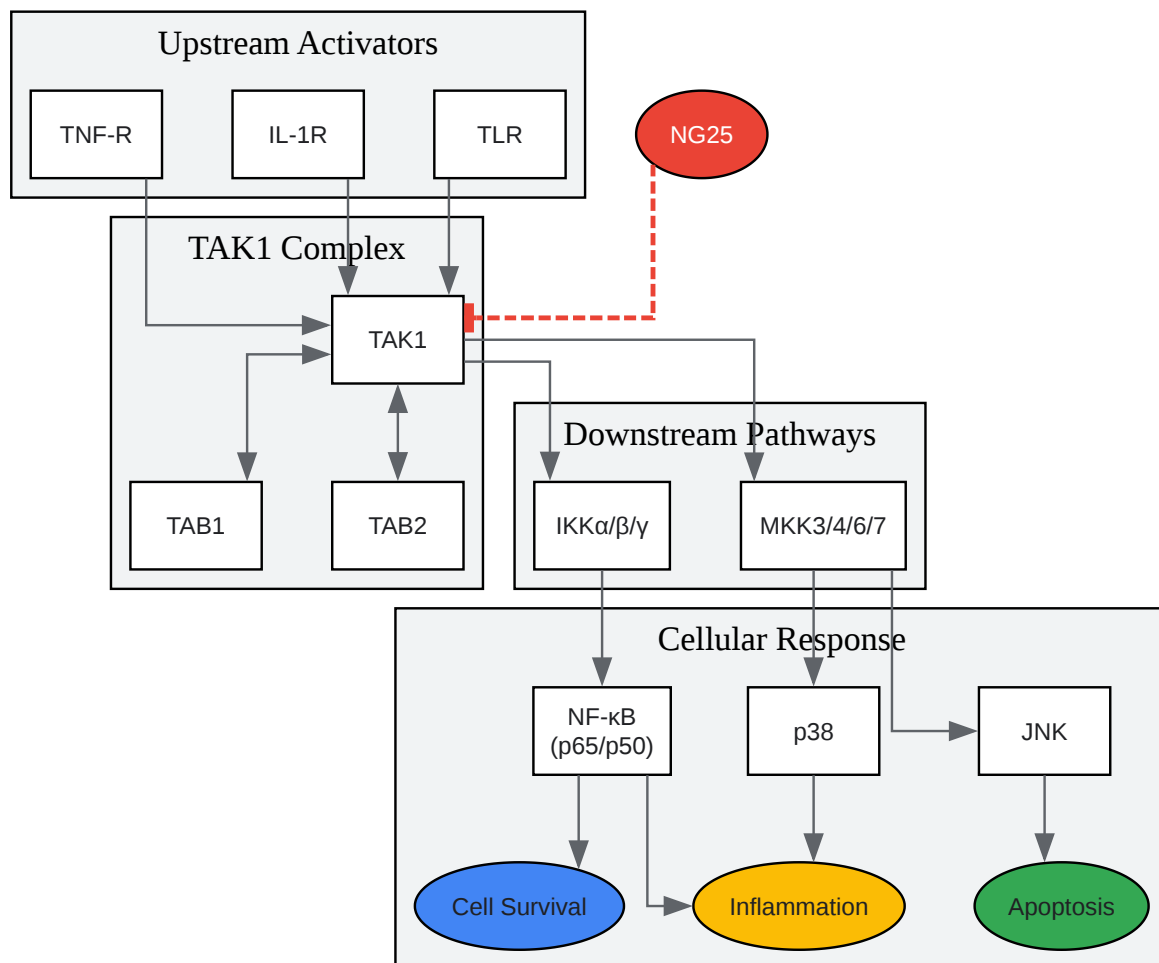 Upstream Activators
TNF-R
IL-1R
TLR
NG25
TAK1 Complex
TAK1
TAB1
TAB2
Downstream Pathways
IKKα/β/γ
MKK3/4/6/7
Cellular Response
NF-κB
(p65/p50)
p38
JNK
Cell Survival
Inflammation
Apoptosis